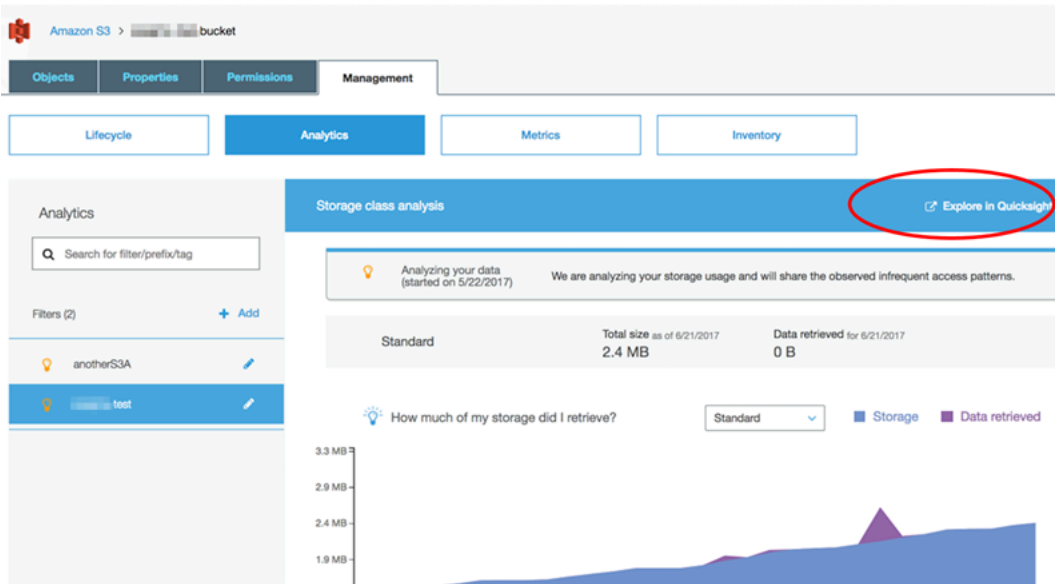 Amazon S3 > bucket
Objects Properties Permissions Management
Lifecycle Analytics Metrics Inventory
Analytics
Search for filter/prefix/tag
Filters (2) + Add
anotherS3A
test
Storage class analysis Explore in Quicksight
Analyzing your data
(started on 5/22/2017)
We are analyzing your storage usage and will share the observed infrequent access patterns.
Standard
Total size as of 6/21/2017
2.4 MB
Data retrieved for 6/21/2017
0 B
How much of my storage did I retrieve? Standard Storage Data retrieved
3.3 MB
2.9 MB
2.4 MB
1.9 MB